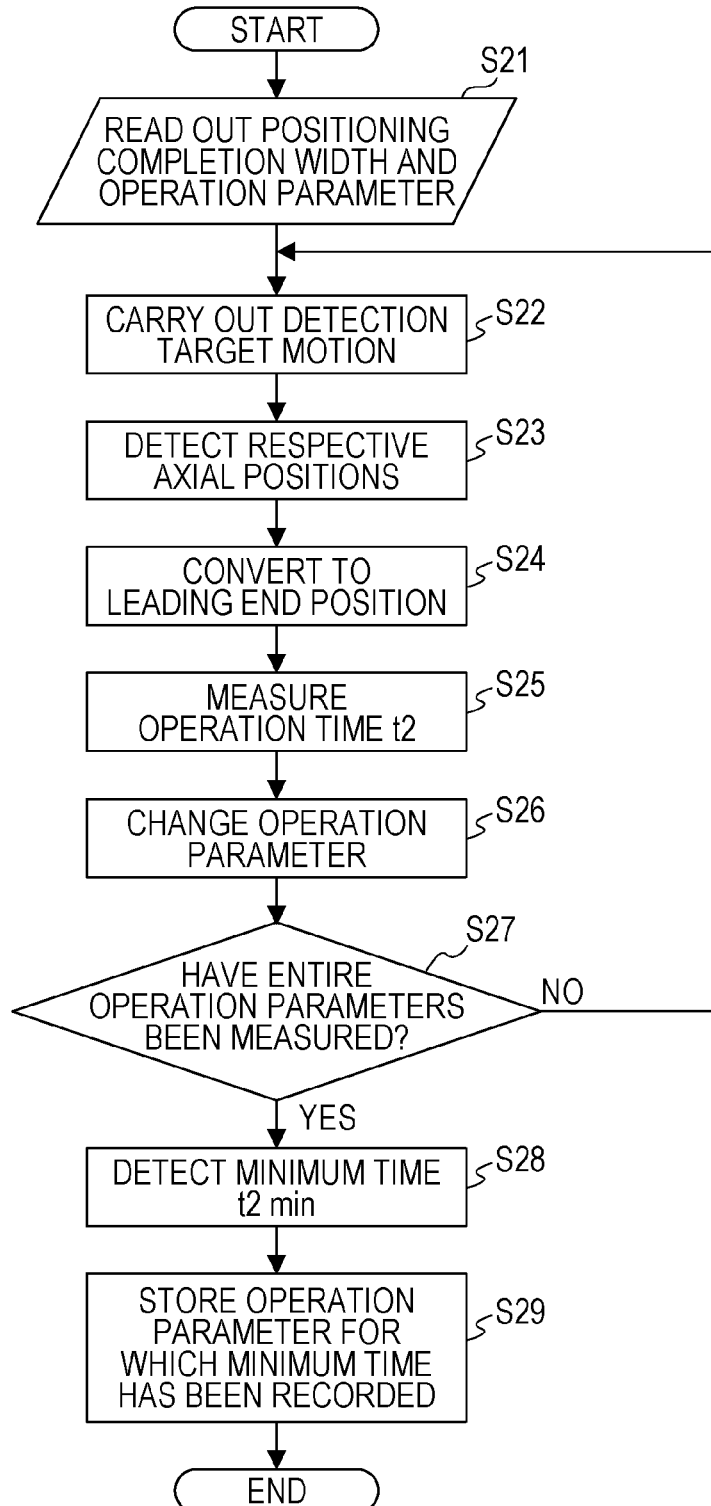 START
S21
READ OUT POSITIONING
COMPLETION WIDTH AND
OPERATION PARAMETER
CARRY OUT DETECTION
TARGET MOTION
S22
DETECT RESPECTIVE
AXIAL POSITIONS
S23
CONVERT TO
LEADING END POSITION
S24
MEASURE
OPERATION TIME t2
S25
CHANGE OPERATION
PARAMETER
S26
S27
HAVE ENTIRE
OPERATION PARAMETERS
BEEN MEASURED?
NO
YES
DETECT MINIMUM TIME
t2 min
S28
STORE OPERATION
PARAMETER FOR
WHICH MINIMUM TIME
HAS BEEN RECORDED
S29
END